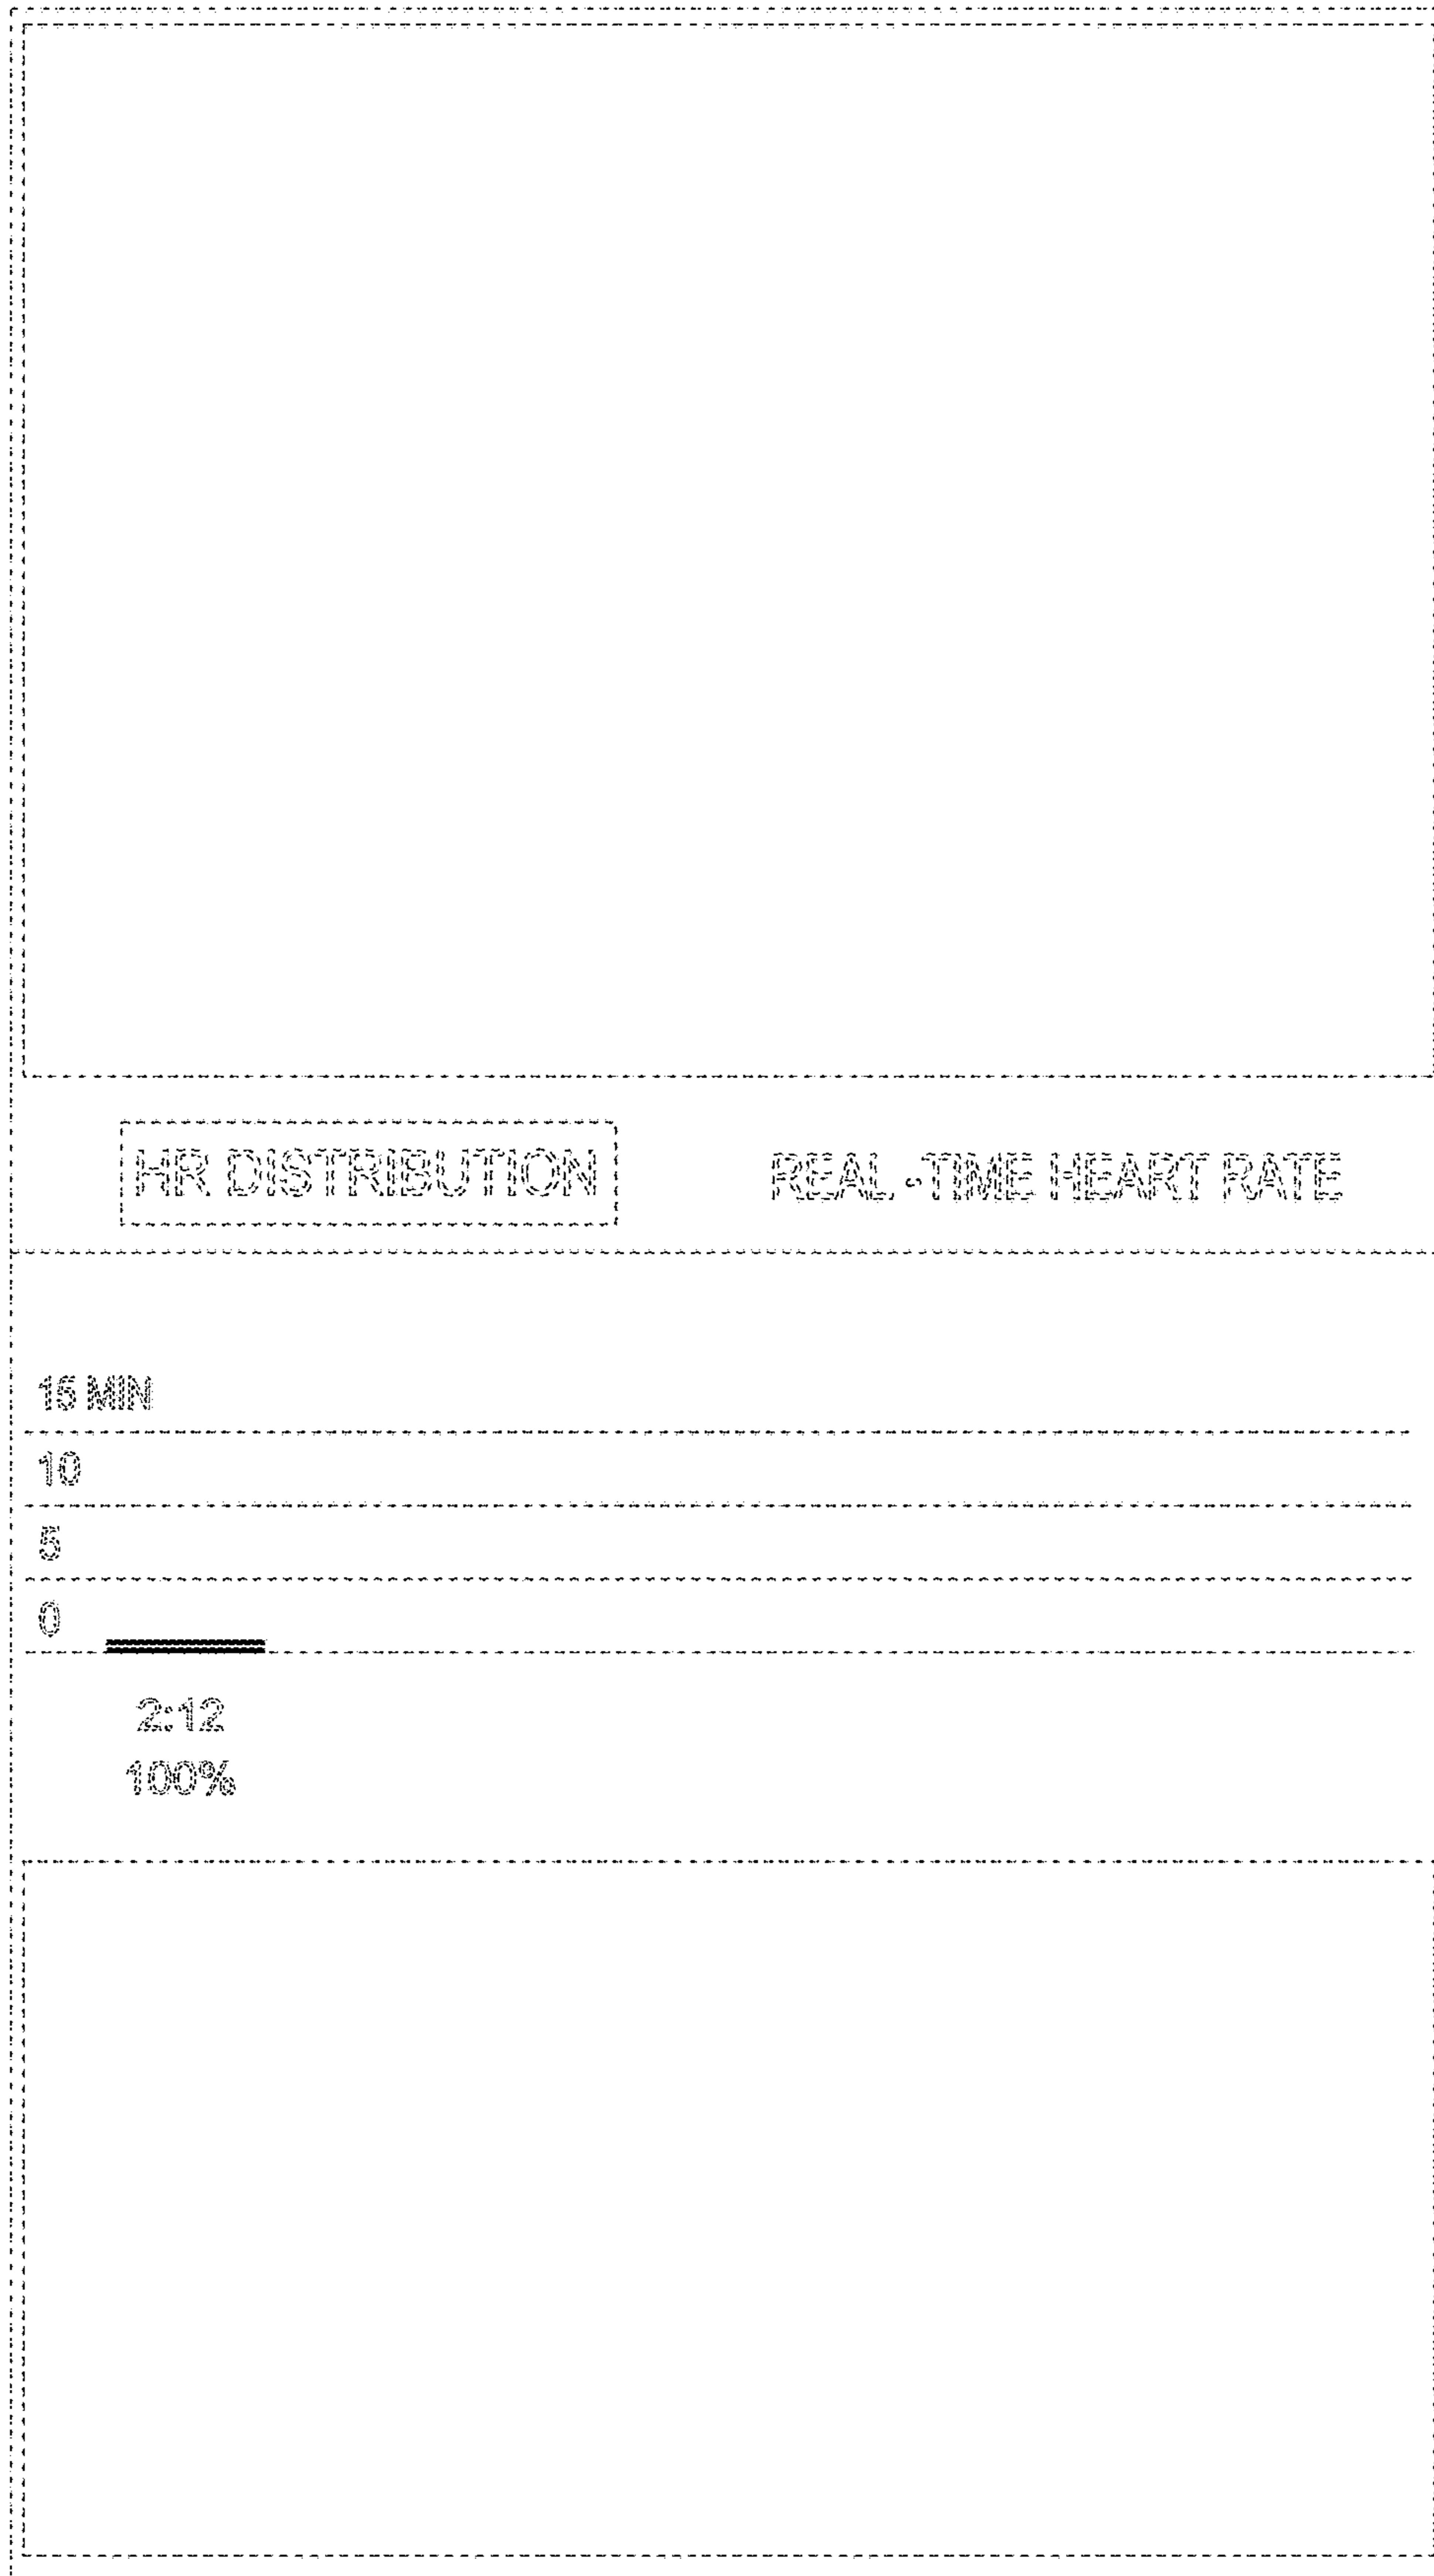 HR DISTRIBUTION
REAL-TIME HEART RATE
15 MIN
10
5
0
2:12
100%